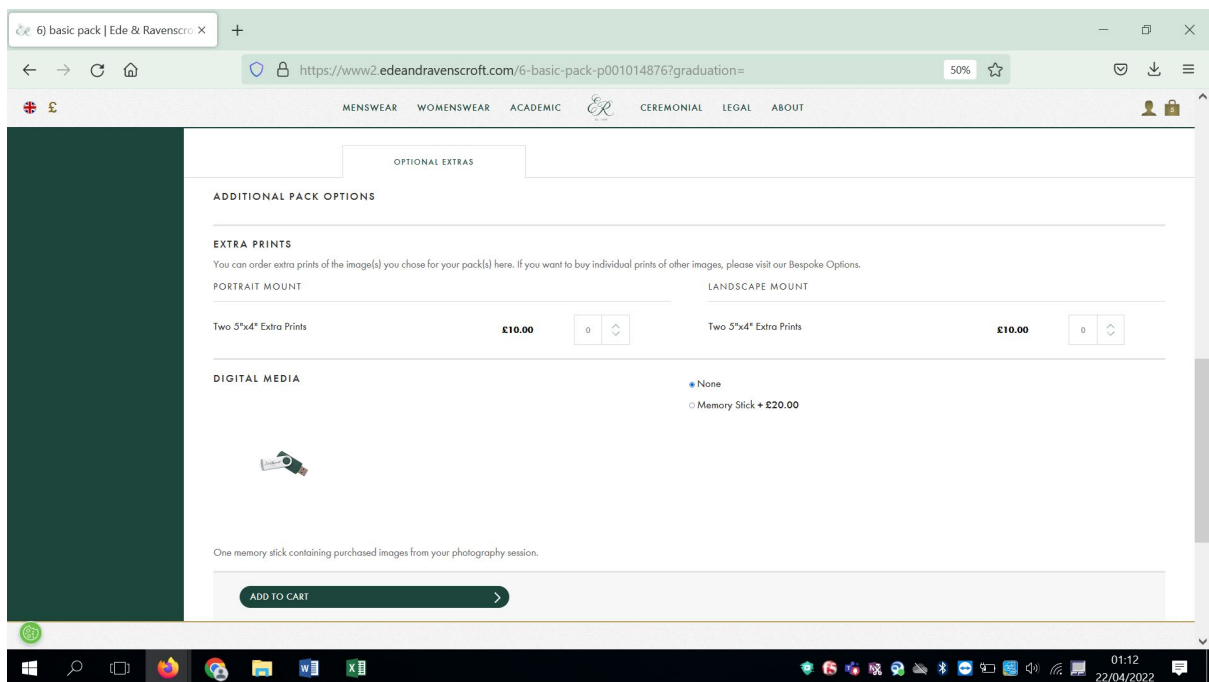 6) basic pack | Ede & Ravenscro
https://www2.edeandravenscroft.com/6-basic-pack-p001014876?graduation=
50%
£
MENSWEAR WOMENSWEAR ACADEMIC ER CEREMONIAL LEGAL ABOUT
5
OPTIONAL EXTRAS
ADDITIONAL PACK OPTIONS
EXTRA PRINTS
You can order extra prints of the image(s) you chose for your pack(s) here. If you want to buy individual prints of other images, please visit our Bespoke Options.
PORTRAIT MOUNT LANDSCAPE MOUNT
Two 5"x4" Extra Prints £10.00 0 Two 5"x4" Extra Prints £10.00 0
DIGITAL MEDIA
None
Memory Stick + £20.00
One memory stick containing purchased images from your photography session.
ADD TO CART
01:12
22/04/2022